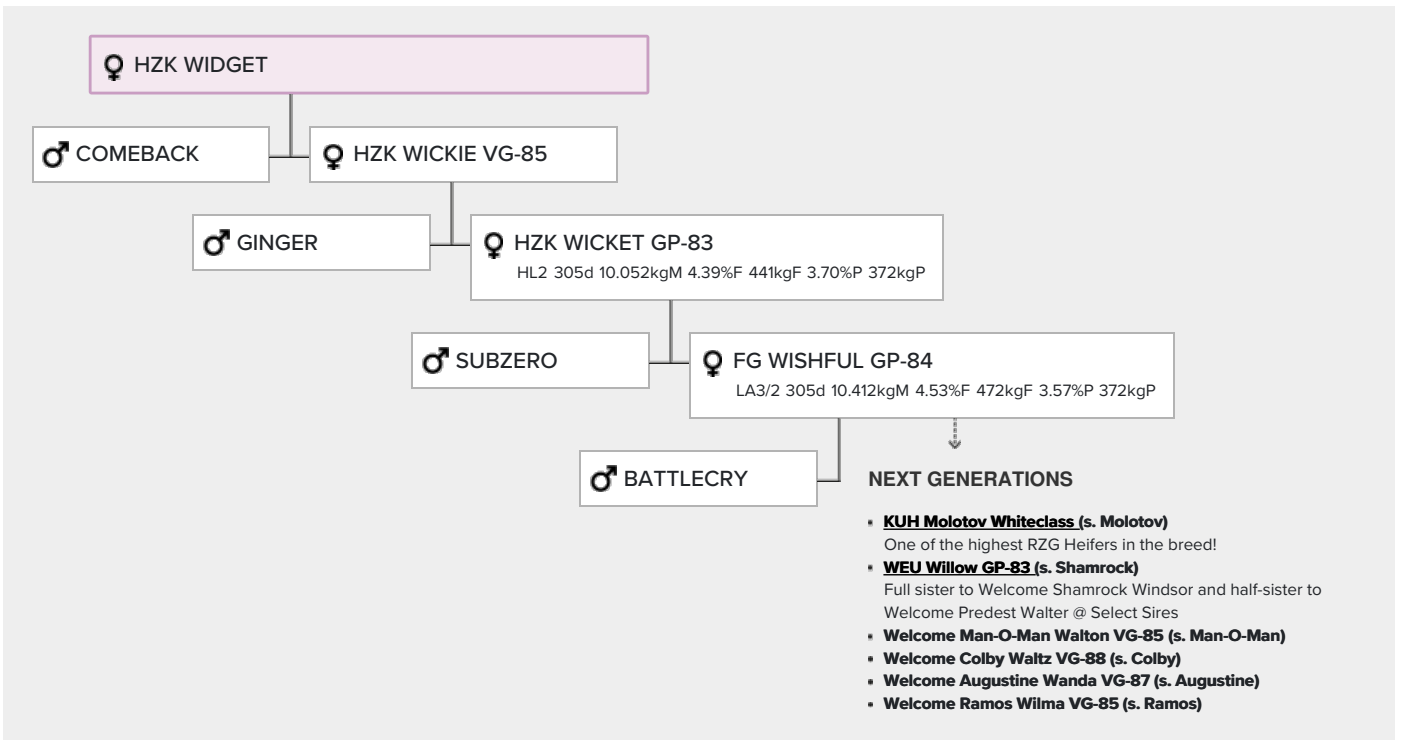 HZK WIDGET
COMEBACK
HZK WICKIE VG-85
GINGER
HZK WICKET GP-83
HL2 305d 10.052kgM 4.39%F 441kgF 3.70%P 372kgP
SUBZERO
FG WISHFUL GP-84
LA3/2 305d 10.412kgM 4.53%F 472kgF 3.57%P 372kgP
BATTLECRY
NEXT GENERATIONS
KUH Molotov Whiteclass (s. Molotov)
One of the highest RZG Heifers in the breed!
WEU Willow GP-83 (s. Shamrock)
Full sister to Welcome Shamrock Windsor and half-sister to
Welcome Predest Walter @ Select Sires
Welcome Man-O-Man Walton VG-85 (s. Man-O-Man)
Welcome Colby Waltz VG-88 (s. Colby)
Welcome Augustine Wanda VG-87 (s. Augustine)
Welcome Ramos Wilma VG-85 (s. Ramos)